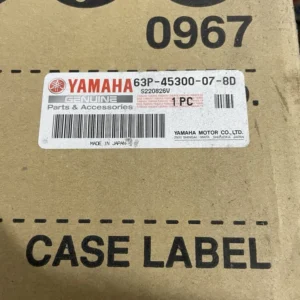 0967
YAMAHA 63P-45300-07-8D
GENUINE
Parts & Accessories
S220826V
1 PC
MADE IN JAPAN
YAMAHA MOTOR CO.,LTD.
CASE LABEL